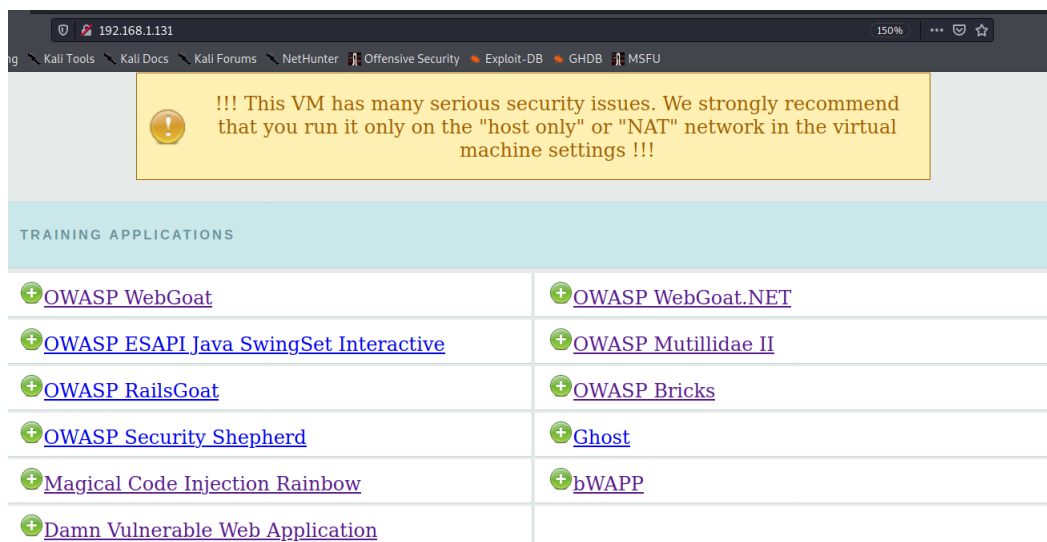 192.168.1.131 150%
ng Kali Tools Kali Docs Kali Forums NetHunter Offensive Security Exploit-DB GHDB MSFU
!!! This VM has many serious security issues. We strongly recommend
that you run it only on the "host only" or "NAT" network in the virtual
machine settings !!!
TRAINING APPLICATIONS
OWASP WebGoat OWASP WebGoat.NET
OWASP ESAPI Java SwingSet Interactive OWASP Mutillidae II
OWASP RailsGoat OWASP Bricks
OWASP Security Shepherd Ghost
Magical Code Injection Rainbow bWAPP
Damn Vulnerable Web Application